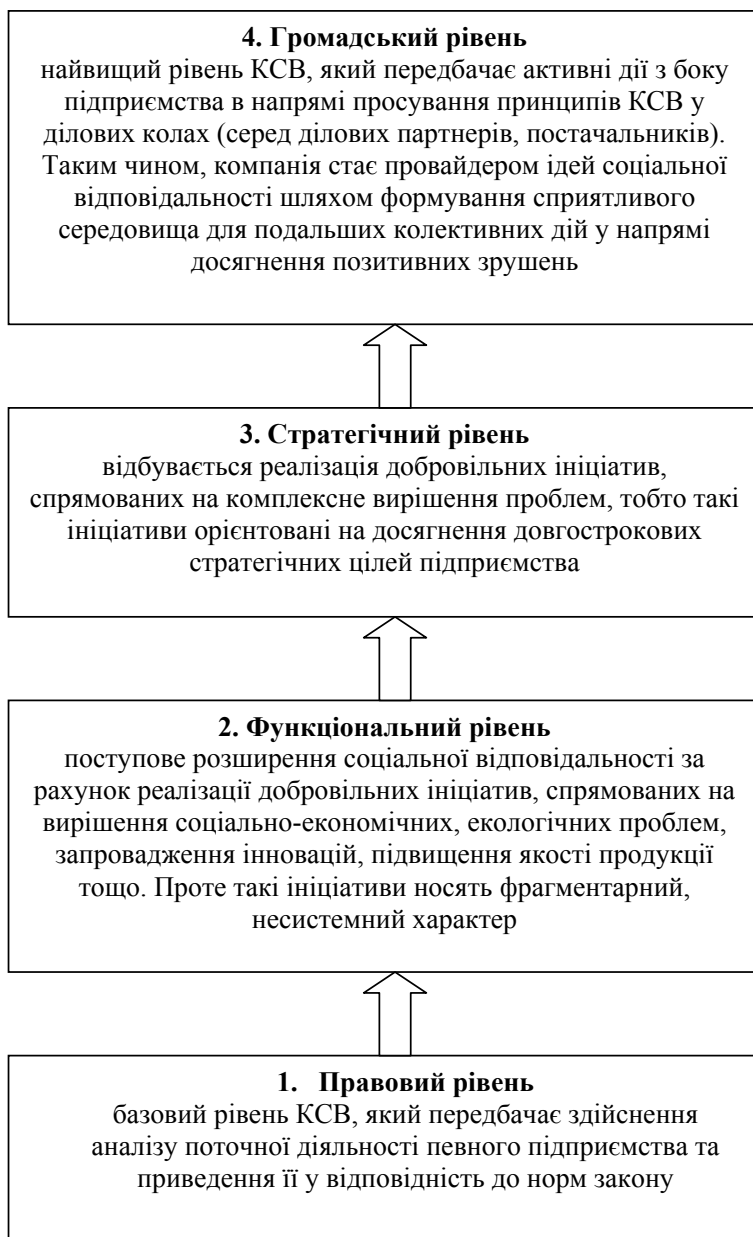 4. Громадський рівень
найвищий рівень КСВ, який передбачає активні дії з боку
підприємства в напрямі просування принципів КСВ у
ділових колах (серед ділових партнерів, постачальників).
Таким чином, компанія стає провайдером ідей соціальної
відповідальності шляхом формування сприятливого
середовища для подальших колективних дій у напрямі
досягнення позитивних зрушень
3. Стратегічний рівень
відбувається реалізація добровільних ініціатив,
спрямованих на комплексне вирішення проблем, тобто такі
ініціативи орієнтовані на досягнення довгострокових
стратегічних цілей підприємства
2. Функціональний рівень
поступове розширення соціальної відповідальності за
рахунок реалізації добровільних ініціатив, спрямованих на
вирішення соціально-економічних, екологічних проблем,
запровадження інновацій, підвищення якості продукції
тощо. Проте такі ініціативи носять фрагментарний,
несистемний характер
1. Правовий рівень
базовий рівень КСВ, який передбачає здійснення
аналізу поточної діяльності певного підприємства та
приведення її у відповідність до норм закону